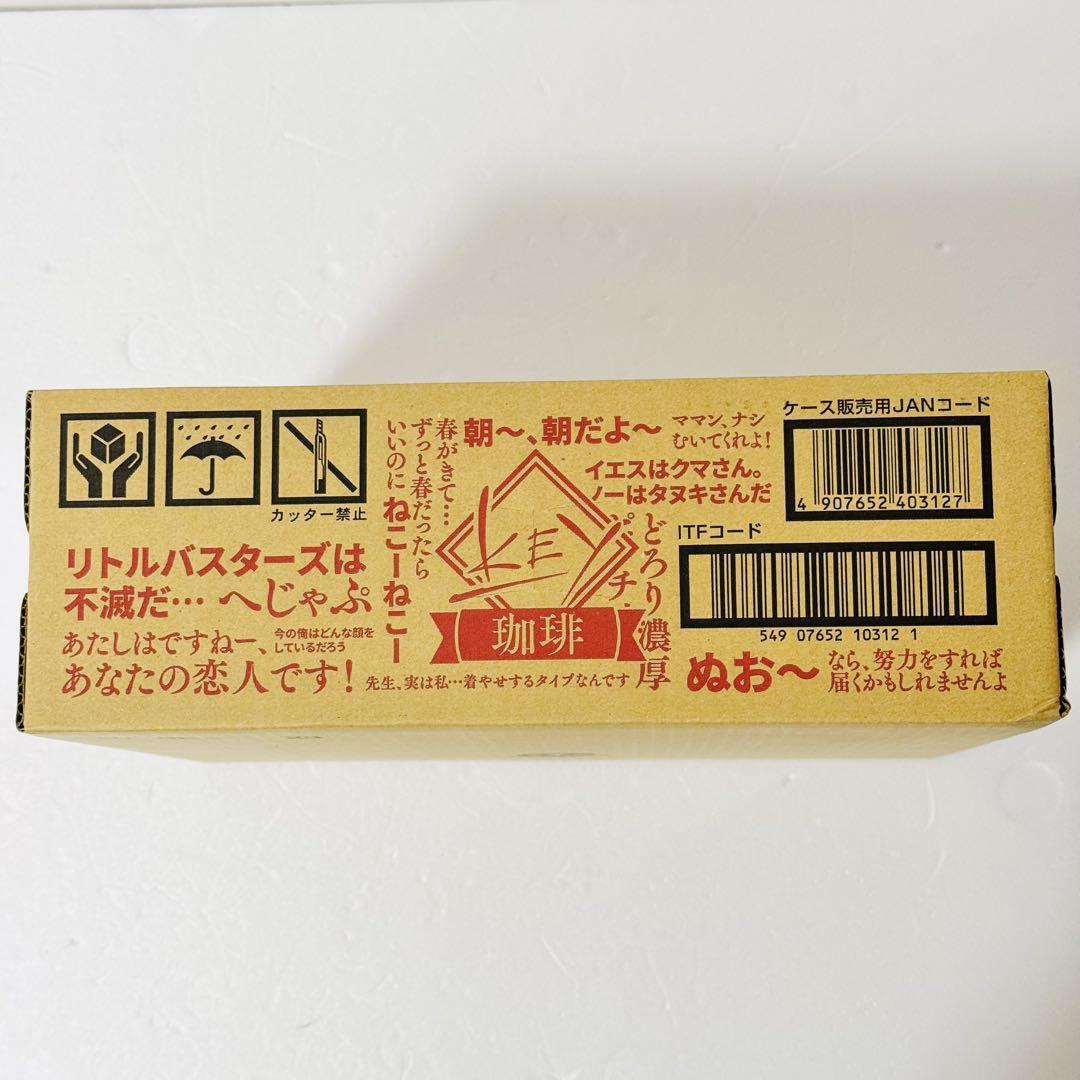 カッター禁止
リトルバスターズは
不滅だ… へじゃぷ
あたしはですねー、
今の俺はどんな顔を
しているだろう
あなたの恋人です！
春がきて…
ずっと春だったら
いいのに
ねこーねこー
朝〜、朝だよ〜
KEY
珈琲
先生、実は私…着やせするタイプなんです
ママン、ナシ
むいてくれよ！
イエスはクマさん。
ノーはタヌキさんだ
どろり濃厚
ピーチ
ぬお〜
なら、努力をすれば
届くかもしれませんよ
ケース販売用JANコード
4 907652 403127
ITFコード
549 07652 10312 1